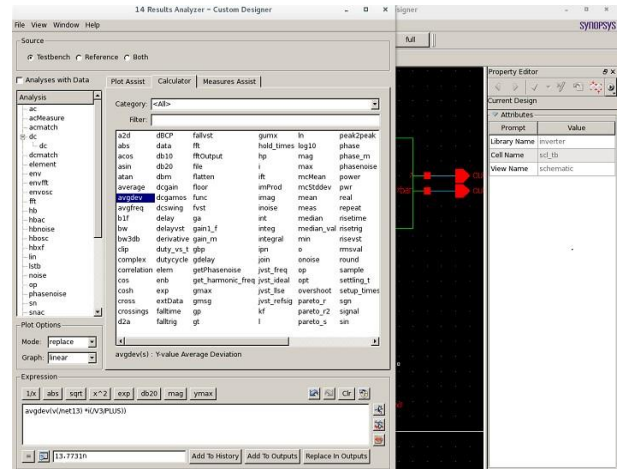 14 Results Analyzer - Custom Designer
signer
File View Window Help
SYNOPSYS
Source
full
Testbench Reference Both
Property Editor
Analyses with Data
Plot Assist Calculator Measures Assist
Current Design
Analysis
Attributes
Category: <All>
Prompt Value
Filter:
Library Name inverter
Cell Name scl_tb
View Name schematic
ac
acMeasure
acmatch
dc
dc
dcmatch
element
env
envfft
envosc
fft
hb
hbac
hbnoise
hbosc
hbxf
lin
lstb
noise
op
phasenoise
sn
snac
a2d dBCP fallvst gumx ln peak2peak
abs data fft hold_times log10 phase
acos db10 fftOutput hp mag phase_m
asin db20 file i max phasenoise
atan dbm flatten ift mcMean power
average dcgain floor imProd mcStddev pwr
avgdev dcgamos func imag mean real
avgfreq dcswing fvst inoise meas repeat
b1f delay ga int median risetime
bw delayvst gain1_f integ median_val risetrig
bw3db derivative gain_m integral min risevst
clip duty_vs_t gbp ipn o rmsval
complex dutycycle gdelay join onoise round
correlation elem getPhasenoise jvst_freq op sample
cos enb get_harmonic_freq jvst_ideal opt settling_t
cosh exp gmax jvst_llse overshoot setup_times
cross extData gmsg jvst_refsig pareto_r sgn
crossings falltime gp kf pareto_r2 signal
d2a falltrig gt l pareto_s sin
Plot Options
Mode: replace
Graph: linear
avgdev(s) : Y-value Average Deviation
Expression
1/x abs sqrt x^2 exp db20 mag ymax Clr
avgdev(v(/net13) *i(/V3/PLUS))
= 13.7731n Add To History Add To Outputs Replace In Outputs